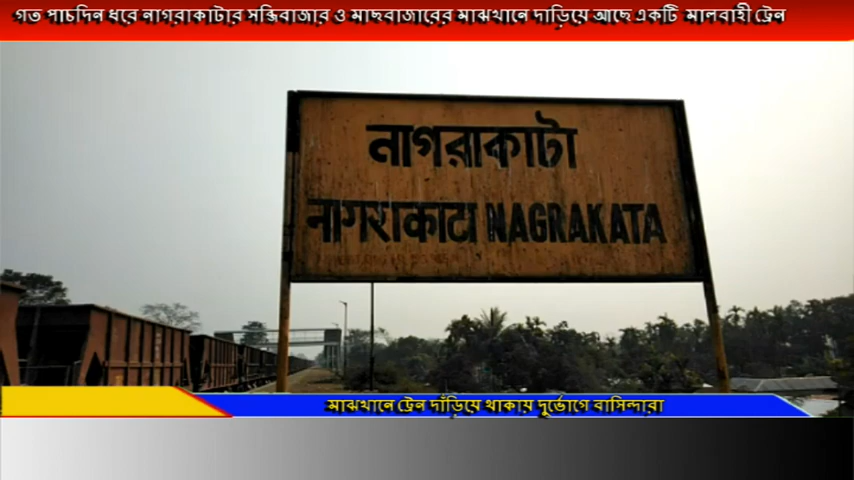 গত পাচদিন ধরে নাগরাকাটার সব্জিবাজার ও মাছবাজারের মাঝখানে দাড়িয়ে আছে একটি মালবাহী ট্রেন
নাগরাকাটা
নাগরাকাটা NAGRAKATA
মাঝখানে ট্রেন দাঁড়িয়ে থাকায় দুর্ভোগে বাসিন্দারা